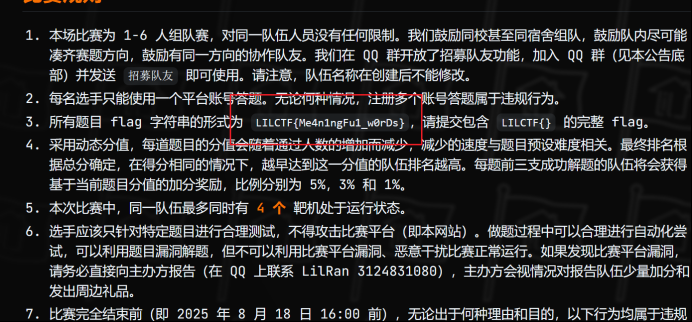 1. 本场比赛为 1-6 人组队赛，对同一队伍人员没有任何限制。我们鼓励同校甚至同宿舍组队，鼓励队内尽可能
凑齐赛题方向，鼓励有同一方向的协作队友。我们在 QQ 群开放了招募队友功能，加入 QQ 群（见本公告底
部）并发送 招募队友 即可使用。请注意，队伍名称在创建后不能修改。
2. 每名选手只能使用一个平台账号答题。无论何种情况，注册多个账号答题属于违规行为。
3. 所有题目 flag 字符串的形式为 LILCTF{Me4n1ngFu1_w0rDs}，请提交包含 LILCTF{} 的完整 flag。
4. 采用动态分值，每道题目的分值会随着通过人数的增加而减少，减少的速度与题目预设难度相关。最终排名根
据总分确定，在得分相同的情况下，越早达到这一分值的队伍排名越高。每题前三支成功解题的队伍将会获得
基于当前题目分值的加分奖励，比例分别为 5%，3% 和 1%。
5. 本次比赛中，同一队伍最多同时有 4 个 靶机处于运行状态。
6. 选手应该只针对特定题目进行合理测试，不得攻击比赛平台（即本网站）。做题过程中可以合理进行自动化尝
试，可以利用题目漏洞解题，但不可以利用比赛平台漏洞、恶意干扰比赛正常运行。如果发现比赛平台漏洞，
请务必直接向主办方报告（在 QQ 上联系 LilRan 3124831080），主办方会视情况对报告队伍少量加分和
发出周边礼品。
7. 比赛完全结束前（即 2025 年 8 月 18 日 16:00 前），无论出于何种理由和目的，以下行为均属于违规